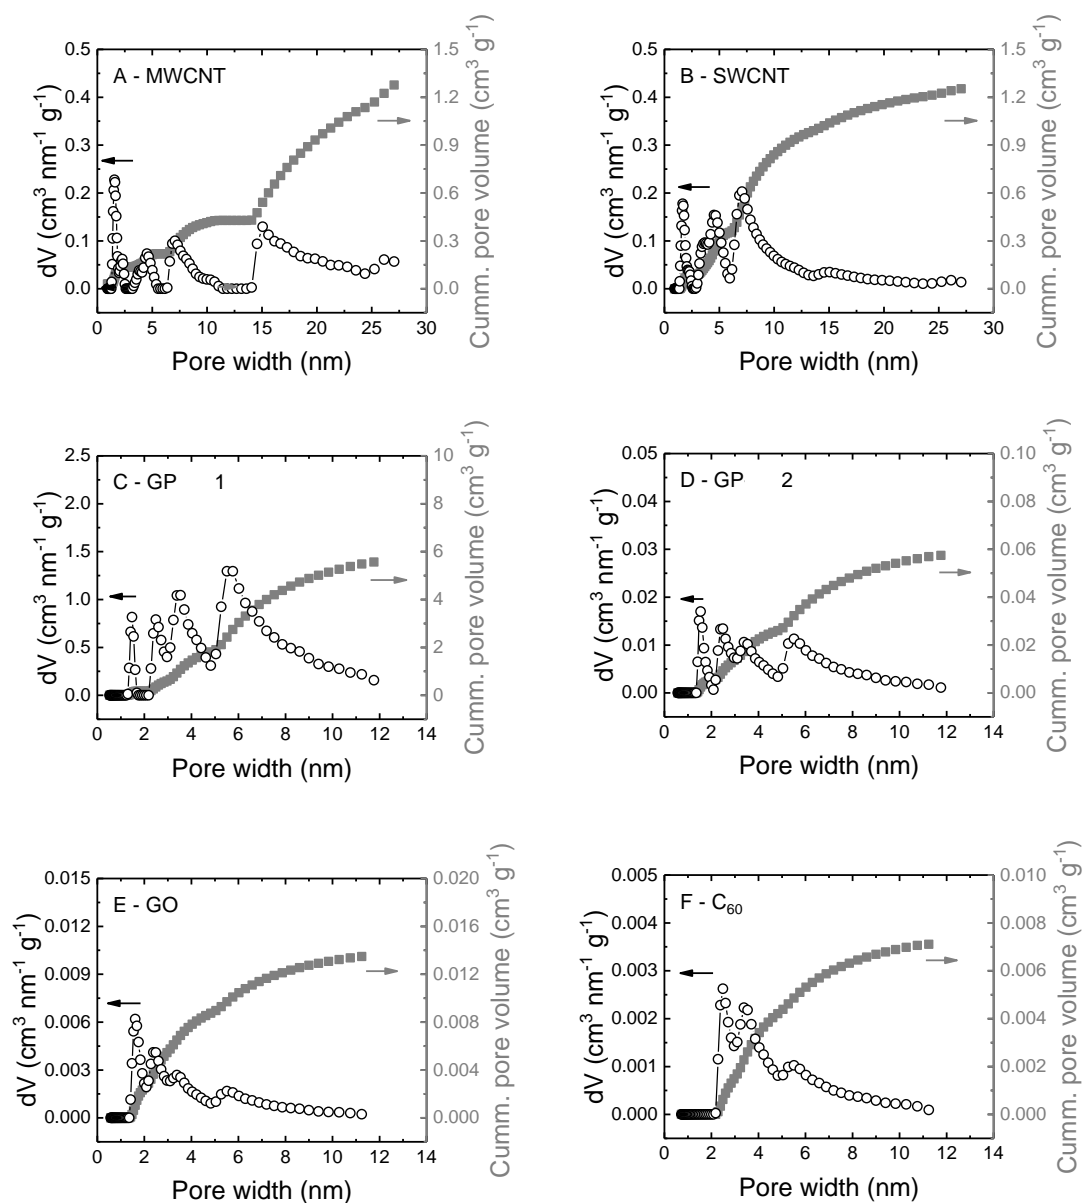 A - MWCNT
dV (cm³ nm⁻¹ g⁻¹)
0.5
0.4
0.3
0.2
0.1
0.0
Cumm. pore volume (cm³ g⁻¹)
1.5
1.2
0.9
0.6
0.3
0.0
0 5 10 15 20 25 30
Pore width (nm)
B - SWCNT
dV (cm³ nm⁻¹ g⁻¹)
0.5
0.4
0.3
0.2
0.1
0.0
Cumm. pore volume (cm³ g⁻¹)
1.5
1.2
0.9
0.6
0.3
0.0
0 5 10 15 20 25 30
Pore width (nm)
C - GP 1
dV (cm³ nm⁻¹ g⁻¹)
2.5
2.0
1.5
1.0
0.5
0.0
Cumm. pore volume (cm³ g⁻¹)
10
8
6
4
2
0
0 2 4 6 8 10 12 14
Pore width (nm)
D - GP 2
dV (cm³ nm⁻¹ g⁻¹)
0.05
0.04
0.03
0.02
0.01
0.00
Cumm. pore volume (cm³ g⁻¹)
0.10
0.08
0.06
0.04
0.02
0.00
0 2 4 6 8 10 12 14
Pore width (nm)
E - GO
dV (cm³ nm⁻¹ g⁻¹)
0.015
0.012
0.009
0.006
0.003
0.000
Cumm. pore volume (cm³ g⁻¹)
0.020
0.016
0.012
0.008
0.004
0.000
0 2 4 6 8 10 12 14
Pore width (nm)
F - C₆₀
dV (cm³ nm⁻¹ g⁻¹)
0.005
0.004
0.003
0.002
0.001
0.000
Cumm. pore volume (cm³ g⁻¹)
0.010
0.008
0.006
0.004
0.002
0.000
0 2 4 6 8 10 12 14
Pore width (nm)